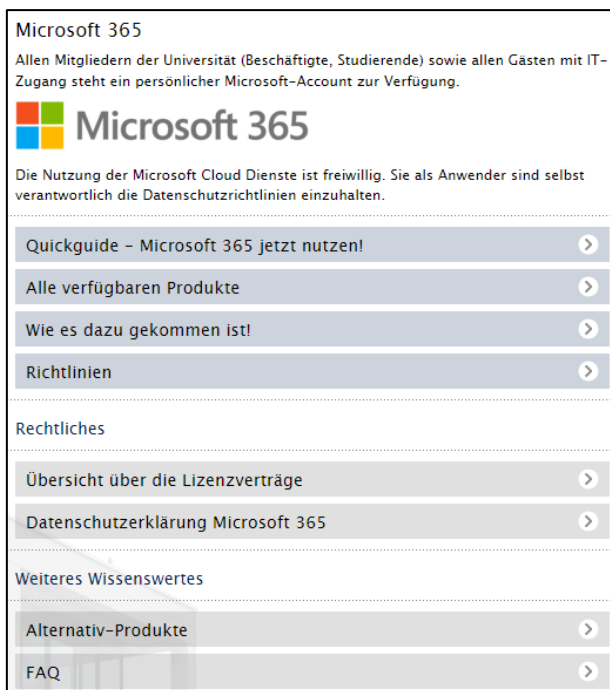 Microsoft 365
Allen Mitgliedern der Universität (Beschäftigte, Studierende) sowie allen Gästen mit IT-
Zugang steht ein persönlicher Microsoft-Account zur Verfügung.
Microsoft 365
Die Nutzung der Microsoft Cloud Dienste ist freiwillig. Sie als Anwender sind selbst
verantwortlich die Datenschutzrichtlinien einzuhalten.
Quickguide - Microsoft 365 jetzt nutzen!
Alle verfügbaren Produkte
Wie es dazu gekommen ist!
Richtlinien
Rechtliches
Übersicht über die Lizenzverträge
Datenschutzerklärung Microsoft 365
Weiteres Wissenswertes
Alternativ-Produkte
FAQ